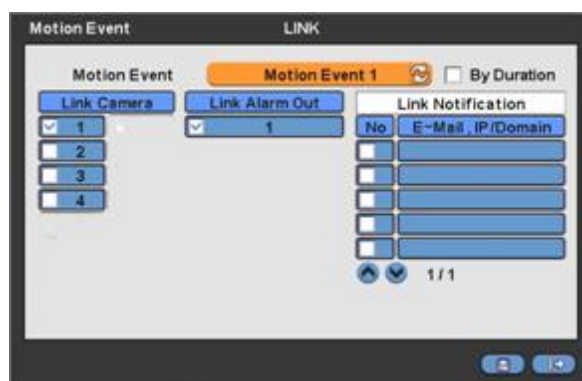 Motion Event LINK
Motion Event Motion Event 1 By Duration
Link Camera Link Alarm Out Link Notification
1 1 No E-Mail, IP/Domain
2
3
4
1/1